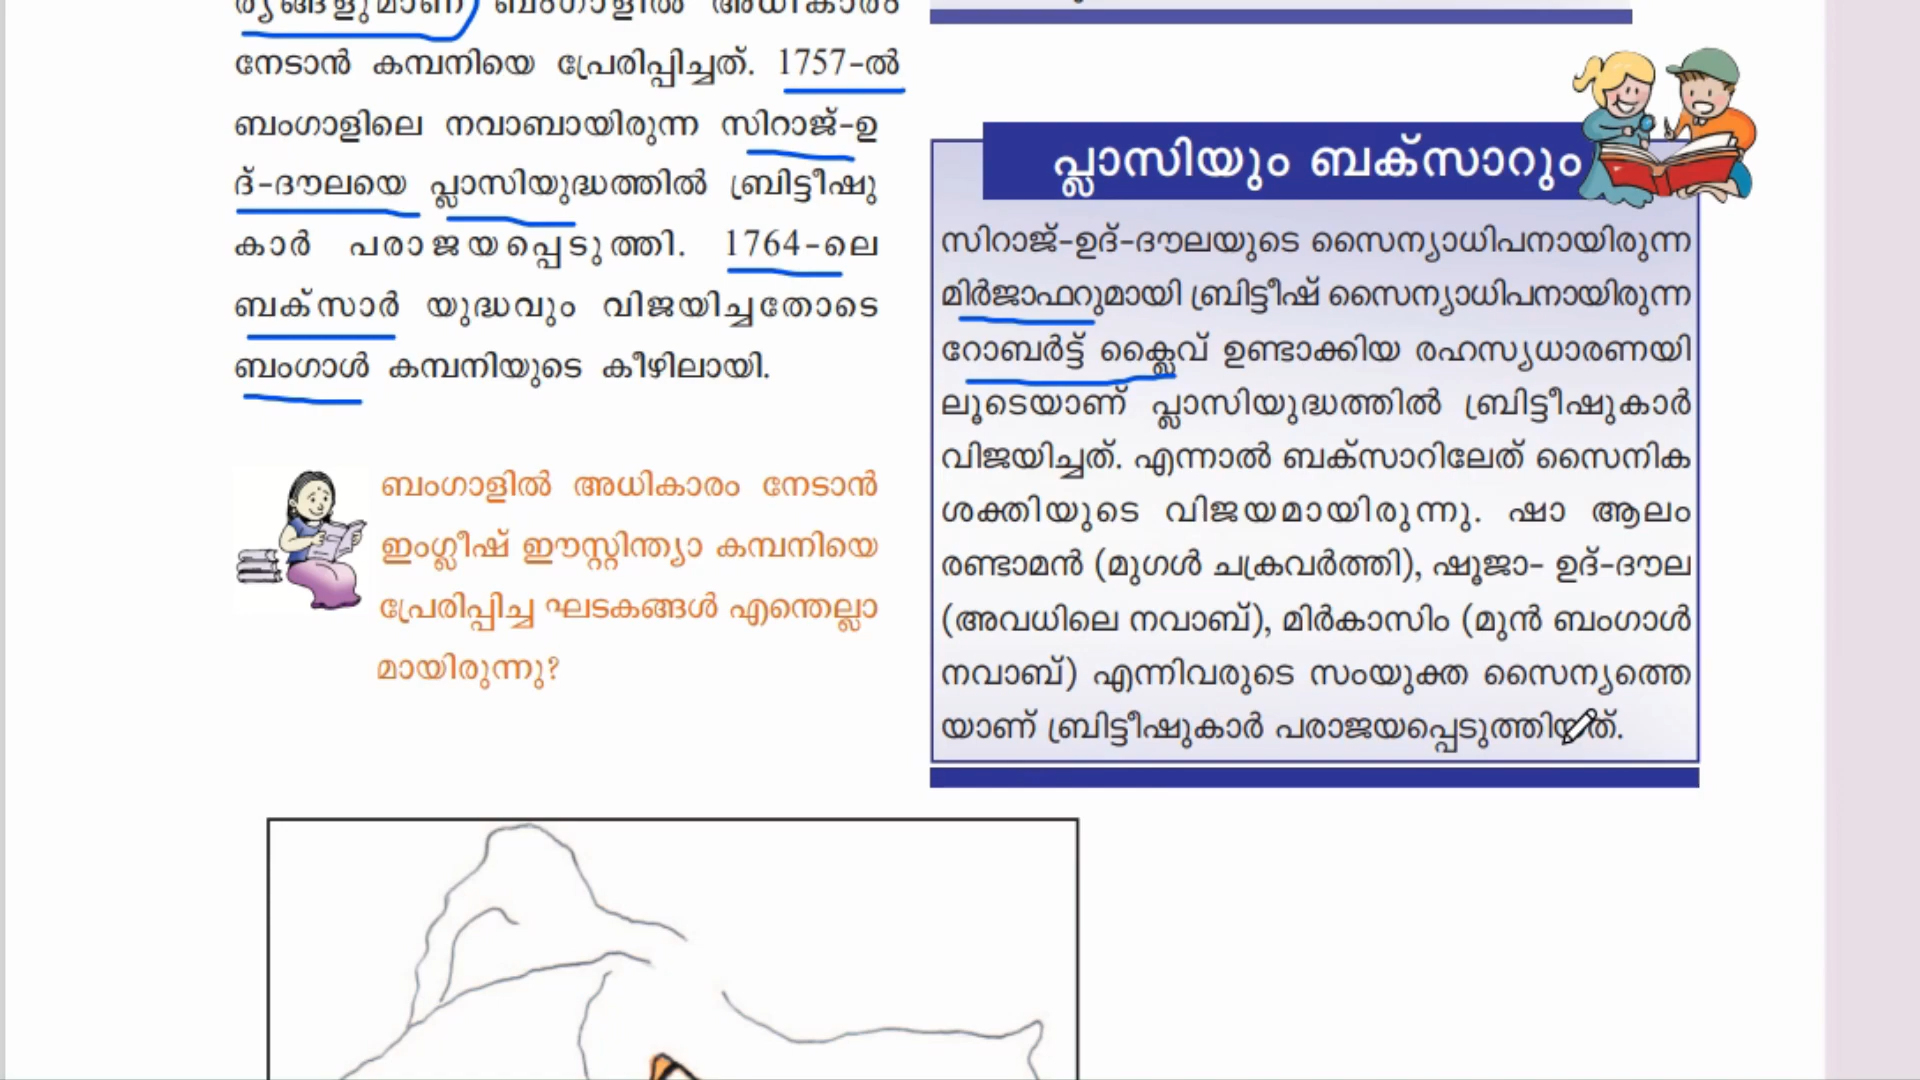 ര്യങ്ങളുമാണ് ബംഗാളിൽ അധികാരം
നേടാൻ കമ്പനിയെ പ്രേരിപ്പിച്ചത്. 1757-ൽ
ബംഗാളിലെ നവാബായിരുന്ന സിറാജ്-ഉ
ദ്-ദൗലയെ പ്ലാസിയുദ്ധത്തിൽ ബ്രിട്ടീഷു
കാർ പരാജയപ്പെടുത്തി. 1764-ലെ
ബക്സാർ യുദ്ധവും വിജയിച്ചതോടെ
ബംഗാൾ കമ്പനിയുടെ കീഴിലായി.
ബംഗാളിൽ അധികാരം നേടാൻ
ഇംഗ്ലീഷ് ഈസ്റ്റിന്ത്യാ കമ്പനിയെ
പ്രേരിപ്പിച്ച ഘടകങ്ങൾ എന്തെല്ലാ
മായിരുന്നു?
പ്ലാസിയും ബക്സാറും
സിറാജ്-ഉദ്-ദൗലയുടെ സൈന്യാധിപനായിരുന്ന
മിർജാഫറുമായി ബ്രിട്ടീഷ് സൈന്യാധിപനായിരുന്ന
റോബർട്ട് ക്ലൈവ് ഉണ്ടാക്കിയ രഹസ്യധാരണയി
ലൂടെയാണ് പ്ലാസിയുദ്ധത്തിൽ ബ്രിട്ടീഷുകാർ
വിജയിച്ചത്. എന്നാൽ ബക്സാറിലേത് സൈനിക
ശക്തിയുടെ വിജയമായിരുന്നു. ഷാ ആലം
രണ്ടാമൻ (മുഗൾ ചക്രവർത്തി), ഷൂജാ- ഉദ്-ദൗല
(അവധിലെ നവാബ്), മിർകാസിം (മുൻ ബംഗാൾ
നവാബ്) എന്നിവരുടെ സംയുക്ത സൈന്യത്തെ
യാണ് ബ്രിട്ടീഷുകാർ പരാജയപ്പെടുത്തിയത്.